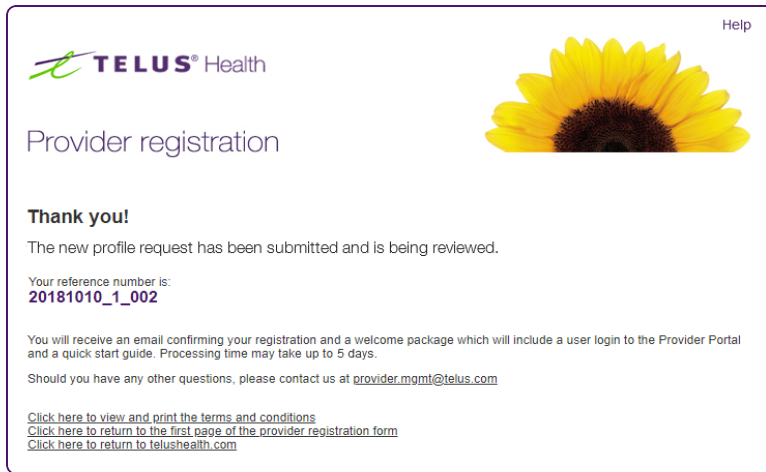 Help
TELUS® Health
Provider registration
Thank you!
The new profile request has been submitted and is being reviewed.
Your reference number is:
20181010_1_002
You will receive an email confirming your registration and a welcome package which will include a user login to the Provider Portal
and a quick start guide. Processing time may take up to 5 days.
Should you have any other questions, please contact us at provider.mgmt@telus.com
Click here to view and print the terms and conditions
Click here to return to the first page of the provider registration form
Click here to return to telushealth.com